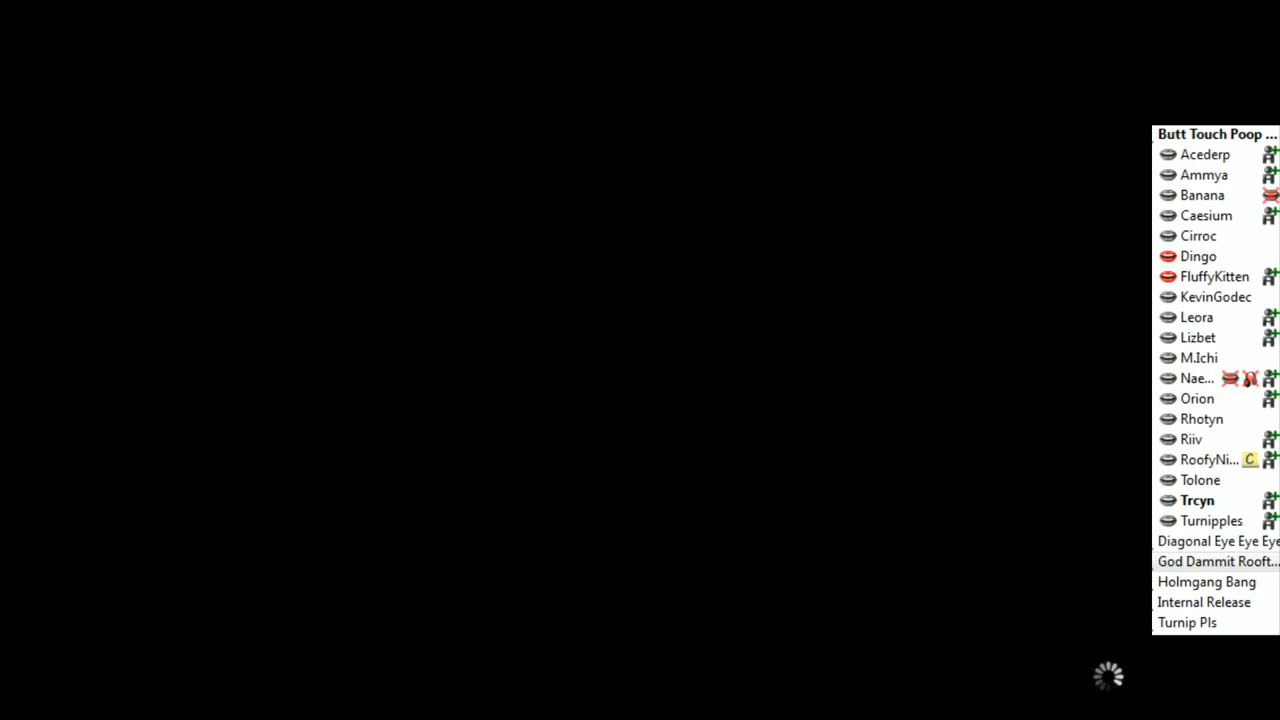 Butt Touch Poop ...
Acederp
Ammya
Banana
Caesium
Cirroc
Dingo
FluffyKitten
KevinGodec
Leora
Lizbet
M.Ichi
Nae...
Orion
Rhotyn
Riiv
RoofyNi... C
Tolone
Trcyn
Turnipples
Diagonal Eye Eye Eye
God Dammit Rooft...
Holmgang Bang
Internal Release
Turnip Pls